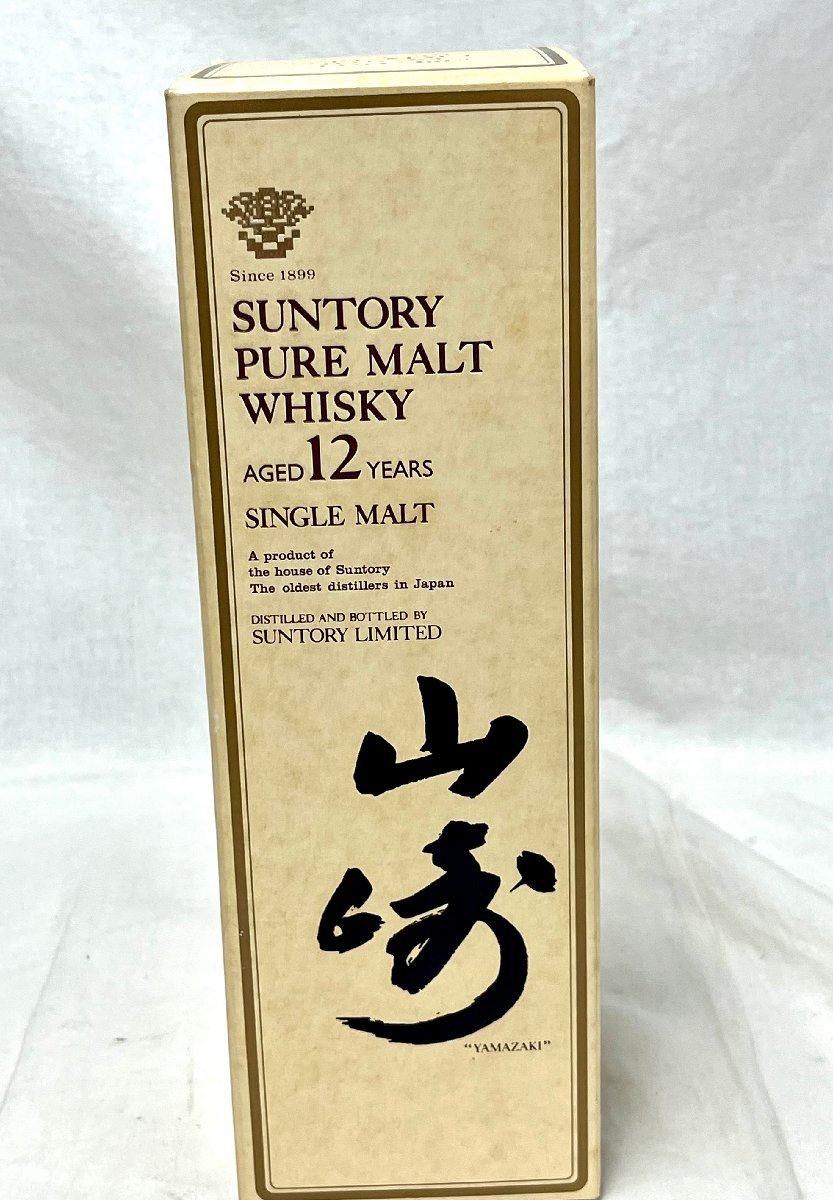 Since 1899
SUNTORY
PURE MALT
WHISKY
AGED 12 YEARS
SINGLE MALT
A product of
the house of Suntory
The oldest distillers in Japan
DISTILLED AND BOTTLED BY
SUNTORY LIMITED
山
崎
“YAMAZAKI”